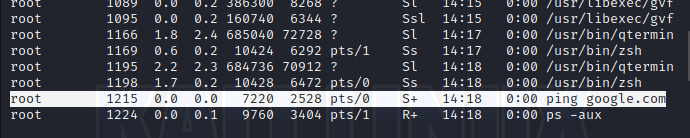 root 1089 0.0 0.2 386300 8268 ? Sl 14:15 0:00 /usr/libexec/gvf
root 1095 0.0 0.2 160740 6344 ? Ssl 14:15 0:00 /usr/libexec/gvf
root 1166 1.8 2.4 685040 72728 ? Sl 14:17 0:00 /usr/bin/qtermin
root 1169 0.6 0.2 10424 6292 pts/1 Ss 14:17 0:00 /usr/bin/zsh
root 1195 2.2 2.3 684736 70912 ? Sl 14:18 0:00 /usr/bin/qtermin
root 1198 1.7 0.2 10428 6472 pts/0 Ss 14:18 0:00 /usr/bin/zsh
root 1215 0.0 0.0 7220 2528 pts/0 S+ 14:18 0:00 ping google.com
root 1224 0.0 0.1 9760 3404 pts/1 R+ 14:18 0:00 ps -aux